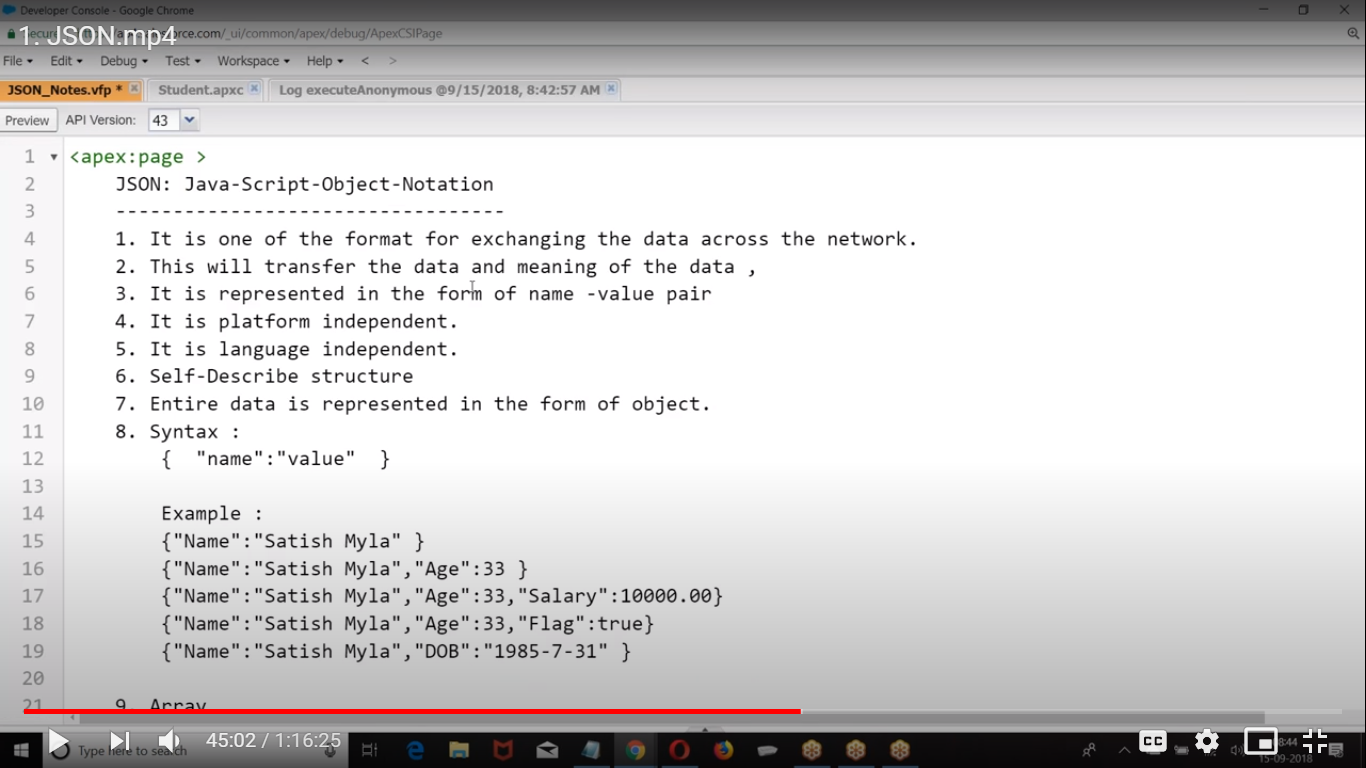 Developer Console - Google Chrome
1. JSON.mp4
Secure
force.com/_ui/common/apex/debug/ApexCSIPage
File Edit Debug Test Workspace Help < >
JSON_Notes.vfp * Student.apxc Log executeAnonymous @9/15/2018, 8:42:57 AM
Preview API Version: 43
1 <apex:page >
2 JSON: Java-Script-Object-Notation
3 ----------------------------------
4 1. It is one of the format for exchanging the data across the network.
5 2. This will transfer the data and meaning of the data ,
6 3. It is represented in the form of name -value pair
7 4. It is platform independent.
8 5. It is language independent.
9 6. Self-Describe structure
10 7. Entire data is represented in the form of object.
11 8. Syntax :
12 { "name":"value" }
13
14 Example :
15 {"Name":"Satish Myla" }
16 {"Name":"Satish Myla","Age":33 }
17 {"Name":"Satish Myla","Age":33,"Salary":10000.00}
18 {"Name":"Satish Myla","Age":33,"Flag":true}
19 {"Name":"Satish Myla","DOB":"1985-7-31" }
20
21 9. Array
Type here to search
45:02 / 1:16:25
CC
8:44
15-09-2018